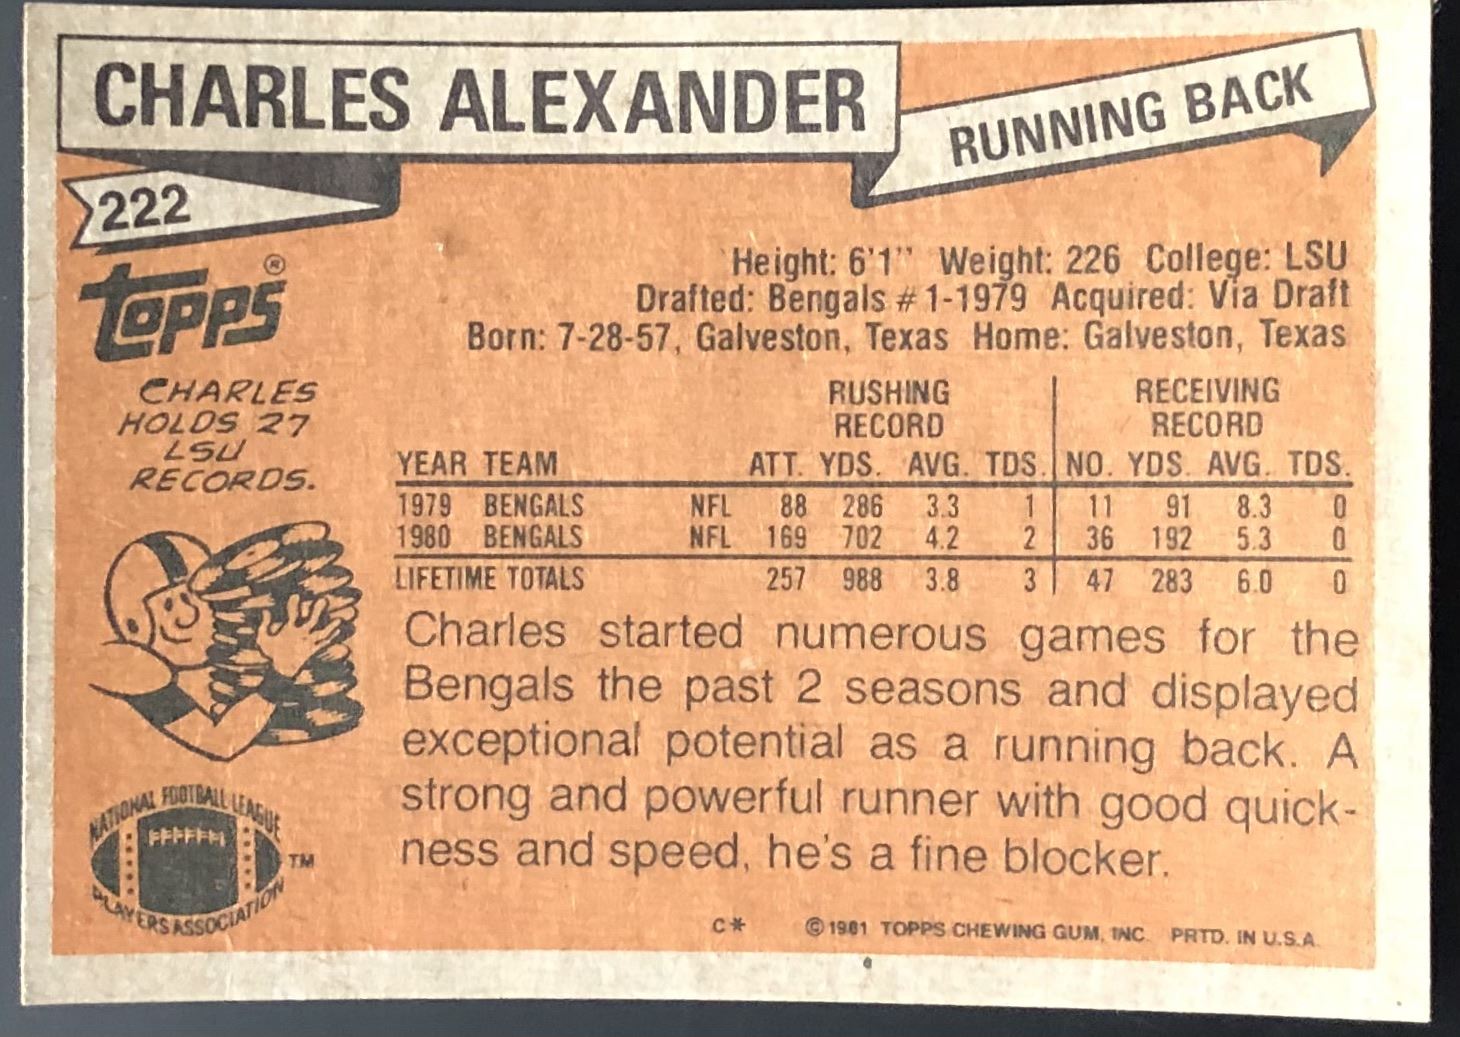 CHARLES ALEXANDER
RUNNING BACK
222
TOPPS®
Height: 6'1" Weight: 226 College: LSU
Drafted: Bengals #1-1979 Acquired: Via Draft
Born: 7-28-57, Galveston, Texas Home: Galveston, Texas
CHARLES
HOLDS 27
LSU
RECORDS.
RUSHING RECEIVING
RECORD RECORD
YEAR TEAM ATT. YDS. AVG. TDS. NO. YDS. AVG. TDS.
1979 BENGALS NFL 88 286 3.3 1 11 91 8.3 0
1980 BENGALS NFL 169 702 4.2 2 36 192 5.3 0
LIFETIME TOTALS 257 988 3.8 3 47 283 6.0 0
Charles started numerous games for the
Bengals the past 2 seasons and displayed
exceptional potential as a running back. A
strong and powerful runner with good quick-
ness and speed, he's a fine blocker.
NATIONAL FOOTBALL LEAGUE
PLAYERS ASSOCIATION
TM
C* ©1981 TOPPS CHEWING GUM, INC. PRTD. IN U.S.A.